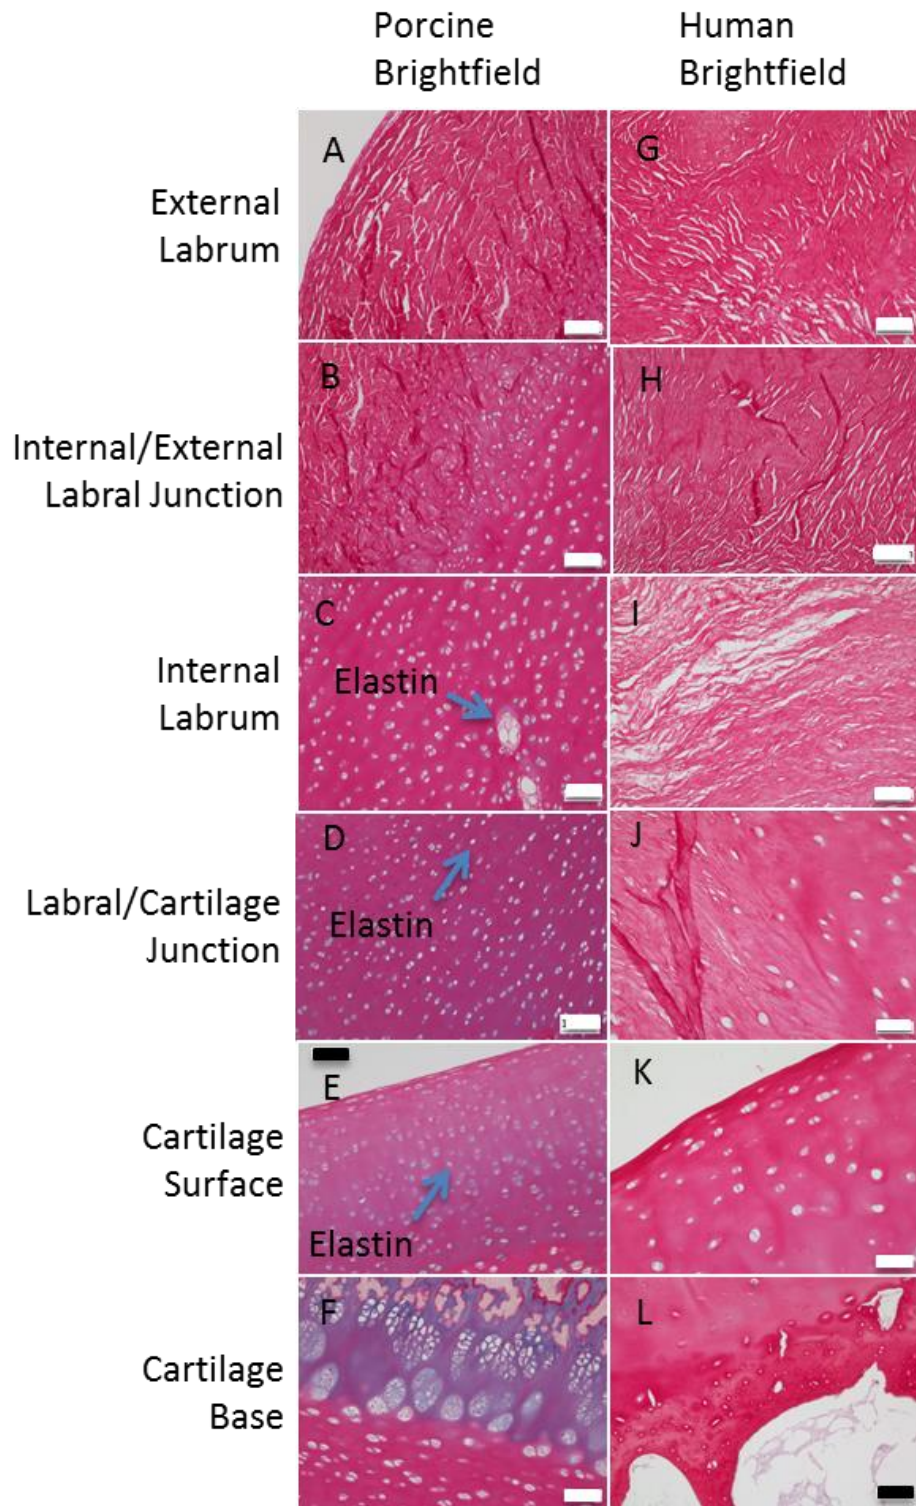 Porcine
Brightfield
Human
Brightfield
External
Labrum
A
G
Internal/External
Labral Junction
B
H
Internal
Labrum
C
Elastin
I
Labral/Cartilage
Junction
D
Elastin
J
Cartilage
Surface
E
Elastin
K
Cartilage
Base
F
L